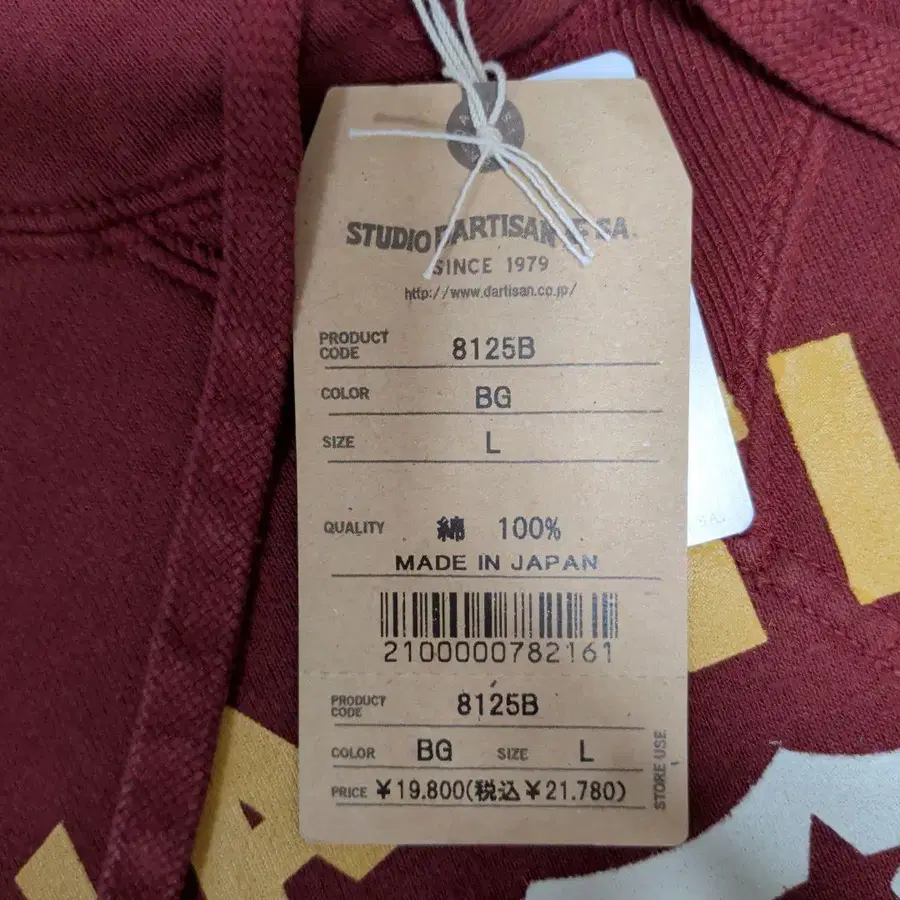 STUDIO D'ARTISAN SA.
SINCE 1979
http://www.dartisan.co.jp/
PRODUCT CODE 8125B
COLOR BG
SIZE L
QUALITY 綿 100%
MADE IN JAPAN
2100000782161
PRODUCT CODE 8125B
COLOR BG SIZE L
PRICE ¥19.800(税込¥21.780)
STORE USE